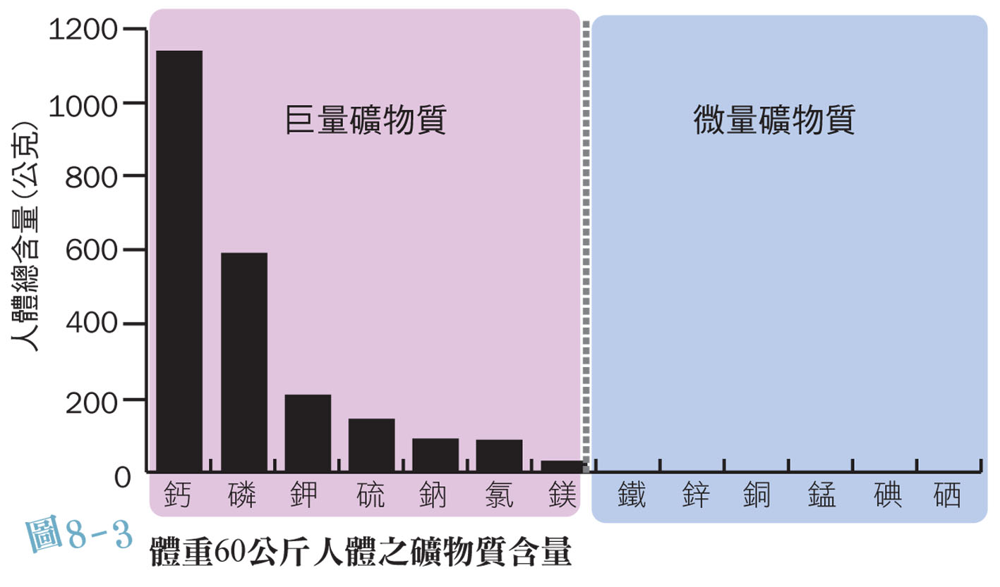 人體總含量(公克)
1200
1000
800
600
400
200
0
巨量礦物質
微量礦物質
鈣 磷 鉀 硫 鈉 氯 鎂 鐵 鋅 銅 錳 碘 硒
圖8-3 體重60公斤人體之礦物質含量